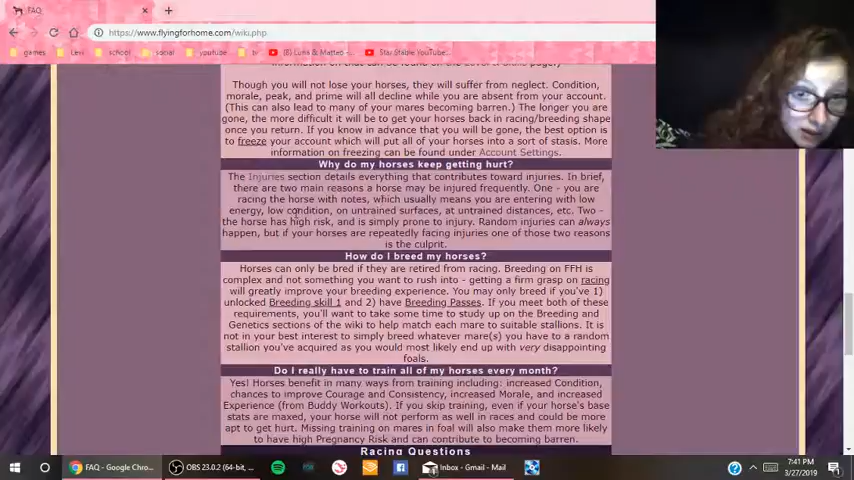 FAQ
https://www.flyingforhome.com/wiki.php
games
school
social
youtube
tv
(8) Luna & Matteo -...
Star Stable YouTube...
information on that can be found on the
page.)
Though you will not lose your horses, they will suffer from neglect. Condition,
morale, peak, and prime will all decline while you are absent from your account.
(This can also lead to many of your mares becoming barren.) The longer you are
gone, the more difficult it will be to get your horses back in racing/breeding shape
once you return. If you know in advance that you will be gone, the best option is
to freeze your account which will put all of your horses into a sort of stasis. More
information on freezing can be found under Account Settings.
Why do my horses keep getting hurt?
The Injuries section details everything that contributes toward injuries. In brief,
there are two main reasons a horse may be injured frequently. One - you are
racing the horse with notes, which usually means you are entering with low
energy, low condition, on untrained surfaces, at untrained distances, etc. Two -
the horse has high risk, and is simply prone to injury. Random injuries can always
happen, but if your horses are repeatedly facing injuries one of those two reasons
is the culprit.
How do I breed my horses?
Horses can only be bred if they are retired from racing. Breeding on FFH is
complex and not something you want to rush into - getting a firm grasp on racing
will greatly improve your breeding experience. You may only breed if you've 1)
unlocked Breeding skill 1 and 2) have Breeding Passes. If you meet both of these
requirements, you'll want to take some time to study up on the Breeding and
Genetics sections of the wiki to help match each mare to suitable stallions. It is
not in your best interest to simply breed whatever mare(s) you have to a random
stallion you've acquired as you would most likely end up with very disappointing
foals.
Do I really have to train all of my horses every month?
Yes! Horses benefit in many ways from training including: increased Condition,
chances to improve Courage and Consistency, increased Morale, and increased
Experience (from Buddy Workouts). If you skip training, even if your horse's base
stats are maxed, your horse will not perform as well in races and could be more
apt to get hurt. Missing training on mares in foal will also make them more likely
to have high Pregnancy Risk and can contribute to becoming barren.
Racing Questions
FAQ - Google Chro...
OBS 23.0.2 (64-bit, ...
Inbox - Gmail - Mo...
7:41 PM
3/27/2019